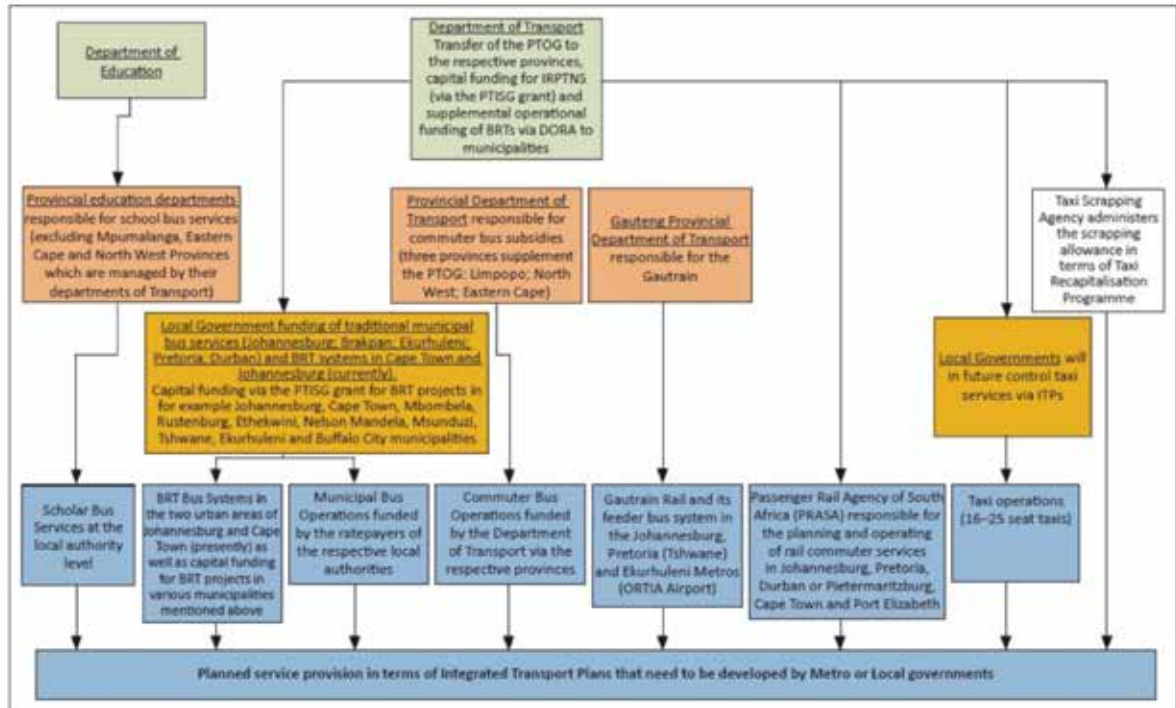 Department of
Education
Department of Transport
Transfer of the PTOG to
the respective provinces,
capital funding for IRPTNS
(via the PTISG grant) and
supplemental operational
funding of BRTs via DORA to
municipalities
Provincial education departments
responsible for school bus services
(excluding Mpumalanga, Eastern
Cape and North West Provinces
which are managed by their
departments of Transport)
Provincial Department of
Transport responsible for
commuter bus subsidies
(three provinces supplement
the PTOG: Limpopo; North
West; Eastern Cape)
Gauteng Provincial
Department of Transport
responsible for the
Gautrain
Taxi Scrapping
Agency administers
the scrapping
allowance in
terms of Taxi
Recapitalisation
Programme
Local Government funding of traditional municipal
bus services (Johannesburg; Brakpan; Ekurhuleni;
Pretoria, Durban) and BRT systems in Cape Town and
Johannesburg (currently).
Capital funding via the PTISG grant for BRT projects in
for example Johannesburg, Cape Town, Mbombela,
Rustenburg, Ethekwini, Nelson Mandela, Msunduzi,
Tshwane, Ekurhuleni and Buffalo City municipalities
Local Governments will
in future control taxi
services via ITPs
Scholar Bus
Services at the
local authority
level
BRT Bus Systems in
the two urban areas of
Johannesburg and Cape
Town (presently) as
well as capital funding
for BRT projects in
various municipalities
mentioned above
Municipal Bus
Operations funded
by the ratepayers of
the respective local
authorities
Commuter Bus
Operations funded by
the Department of
Transport via the
respective provinces
Gautrain Rail and its
feeder bus system in
the Johannesburg,
Pretoria (Tshwane)
and Ekurhuleni Metros
(ORTIA Airport)
Passenger Rail Agency of South
Africa (PRASA) responsible for
the planning and operating
of rail commuter services
in Johannesburg, Pretoria,
Durban or Pietermaritzburg,
Cape Town and Port Elizabeth
Taxi operations
(16–25 seat taxis)
Planned service provision in terms of Integrated Transport Plans that need to be developed by Metro or Local governments